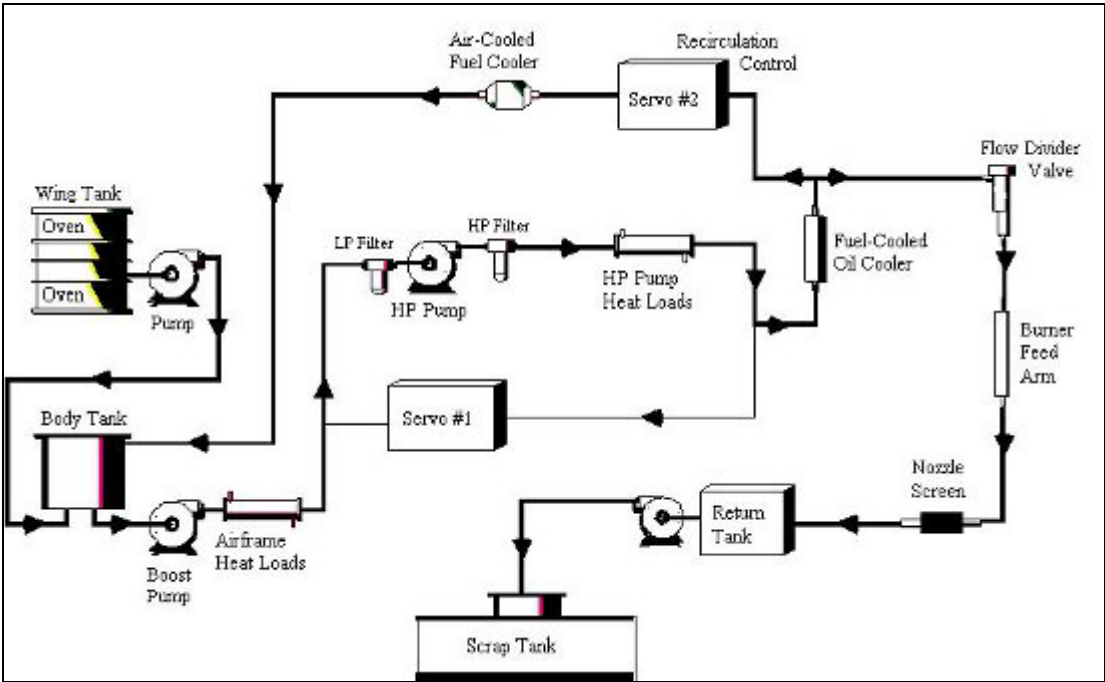 Air-Cooled
Fuel Cooler
Recirculation
Control
Servo #2
Flow Divider
Valve
Wing Tank
Oven
Oven
Pump
LP Filter
HP Filter
HP Pump
HP Pump
Heat Loads
Fuel-Cooled
Oil Cooler
Burner
Feed
Arm
Body Tank
Servo #1
Nozzle
Screen
Return
Tank
Airframe
Heat Loads
Boost
Pump
Scrap Tank